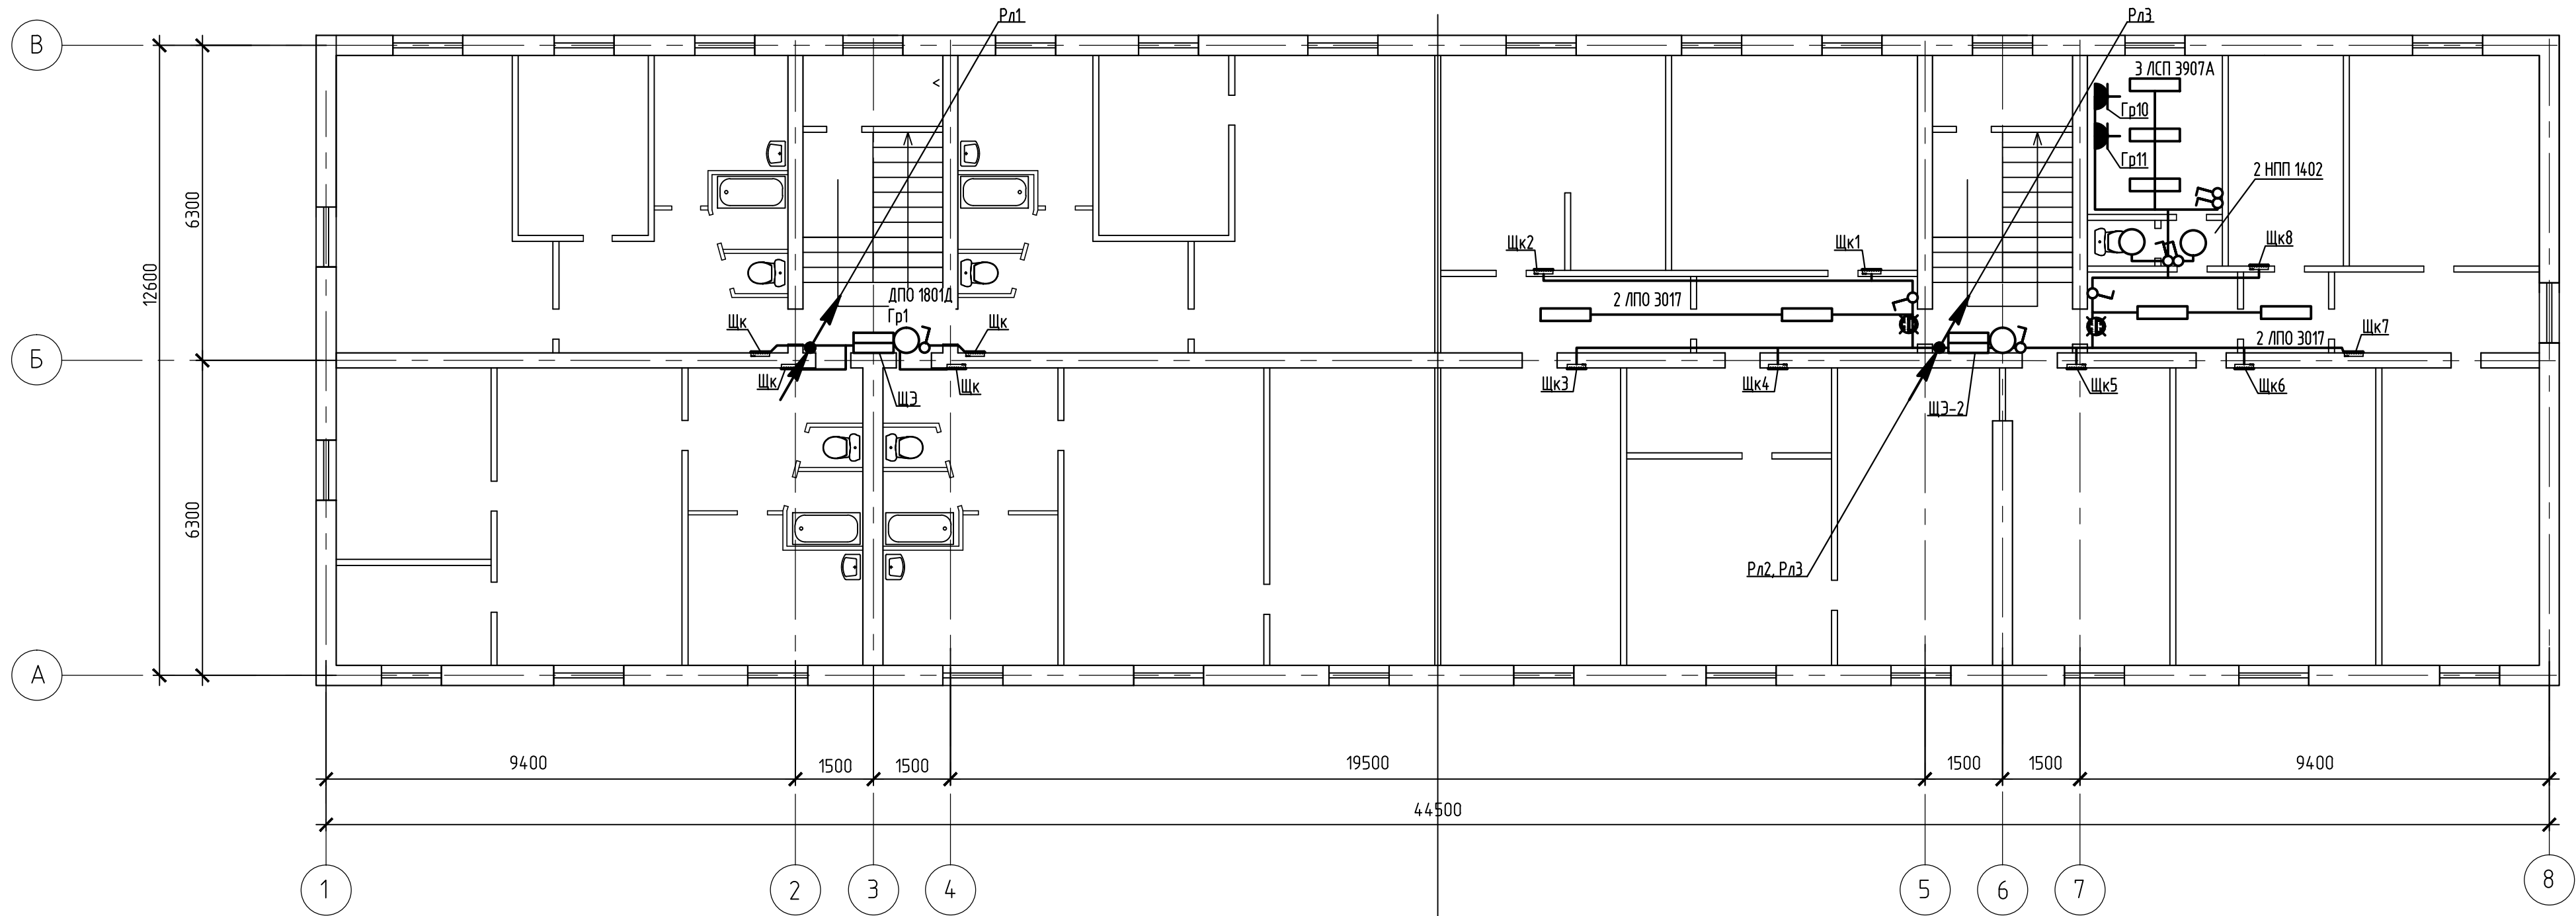 Рл1
Рл3
В
3 ЛСП 3907А
Гр10
Гр11
2 НПП 1402
6300
12600
Щк2
Щк1
Щк8
ДПО 1801Д
Гр1
2 ЛПО 3017
Щк
Щк
2 ЛПО 3017
Щк7
Б
Щк
Щк
ЩЭ
Щк3
Щк4
ЩЭ-2
Щк5
Щк6
6300
Рл2, Рл3
А
9400
1500
1500
19500
1500
1500
9400
44500
1
2
3
4
5
6
7
8